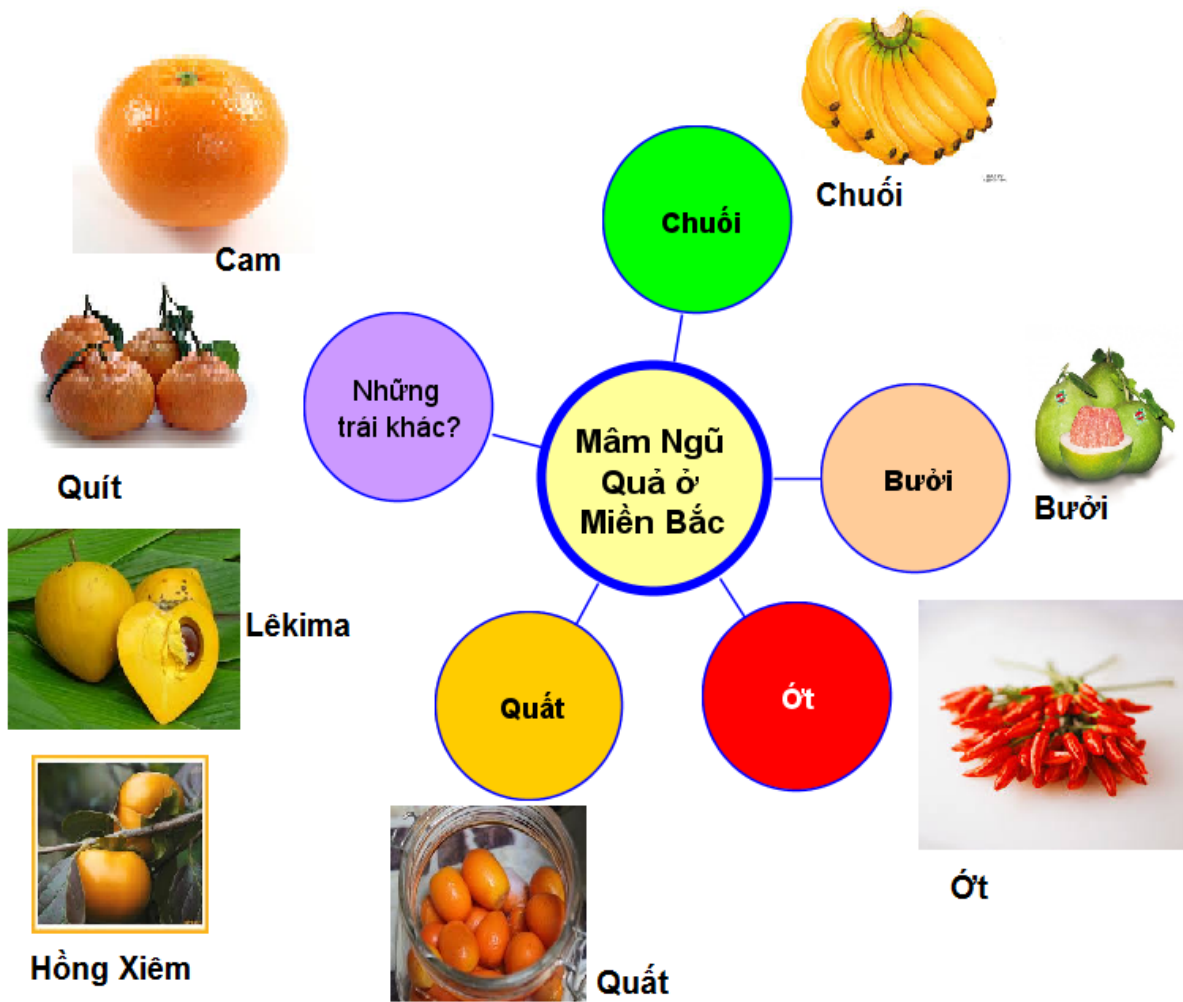 Chuối
Cam
Chuối
Những
trái khác?
Mâm Ngũ
Quả ở
Miền Bắc
Bưởi
Bưởi
Quít
Lêkima
Quất
Ớt
Ớt
Hồng Xiêm
Quất